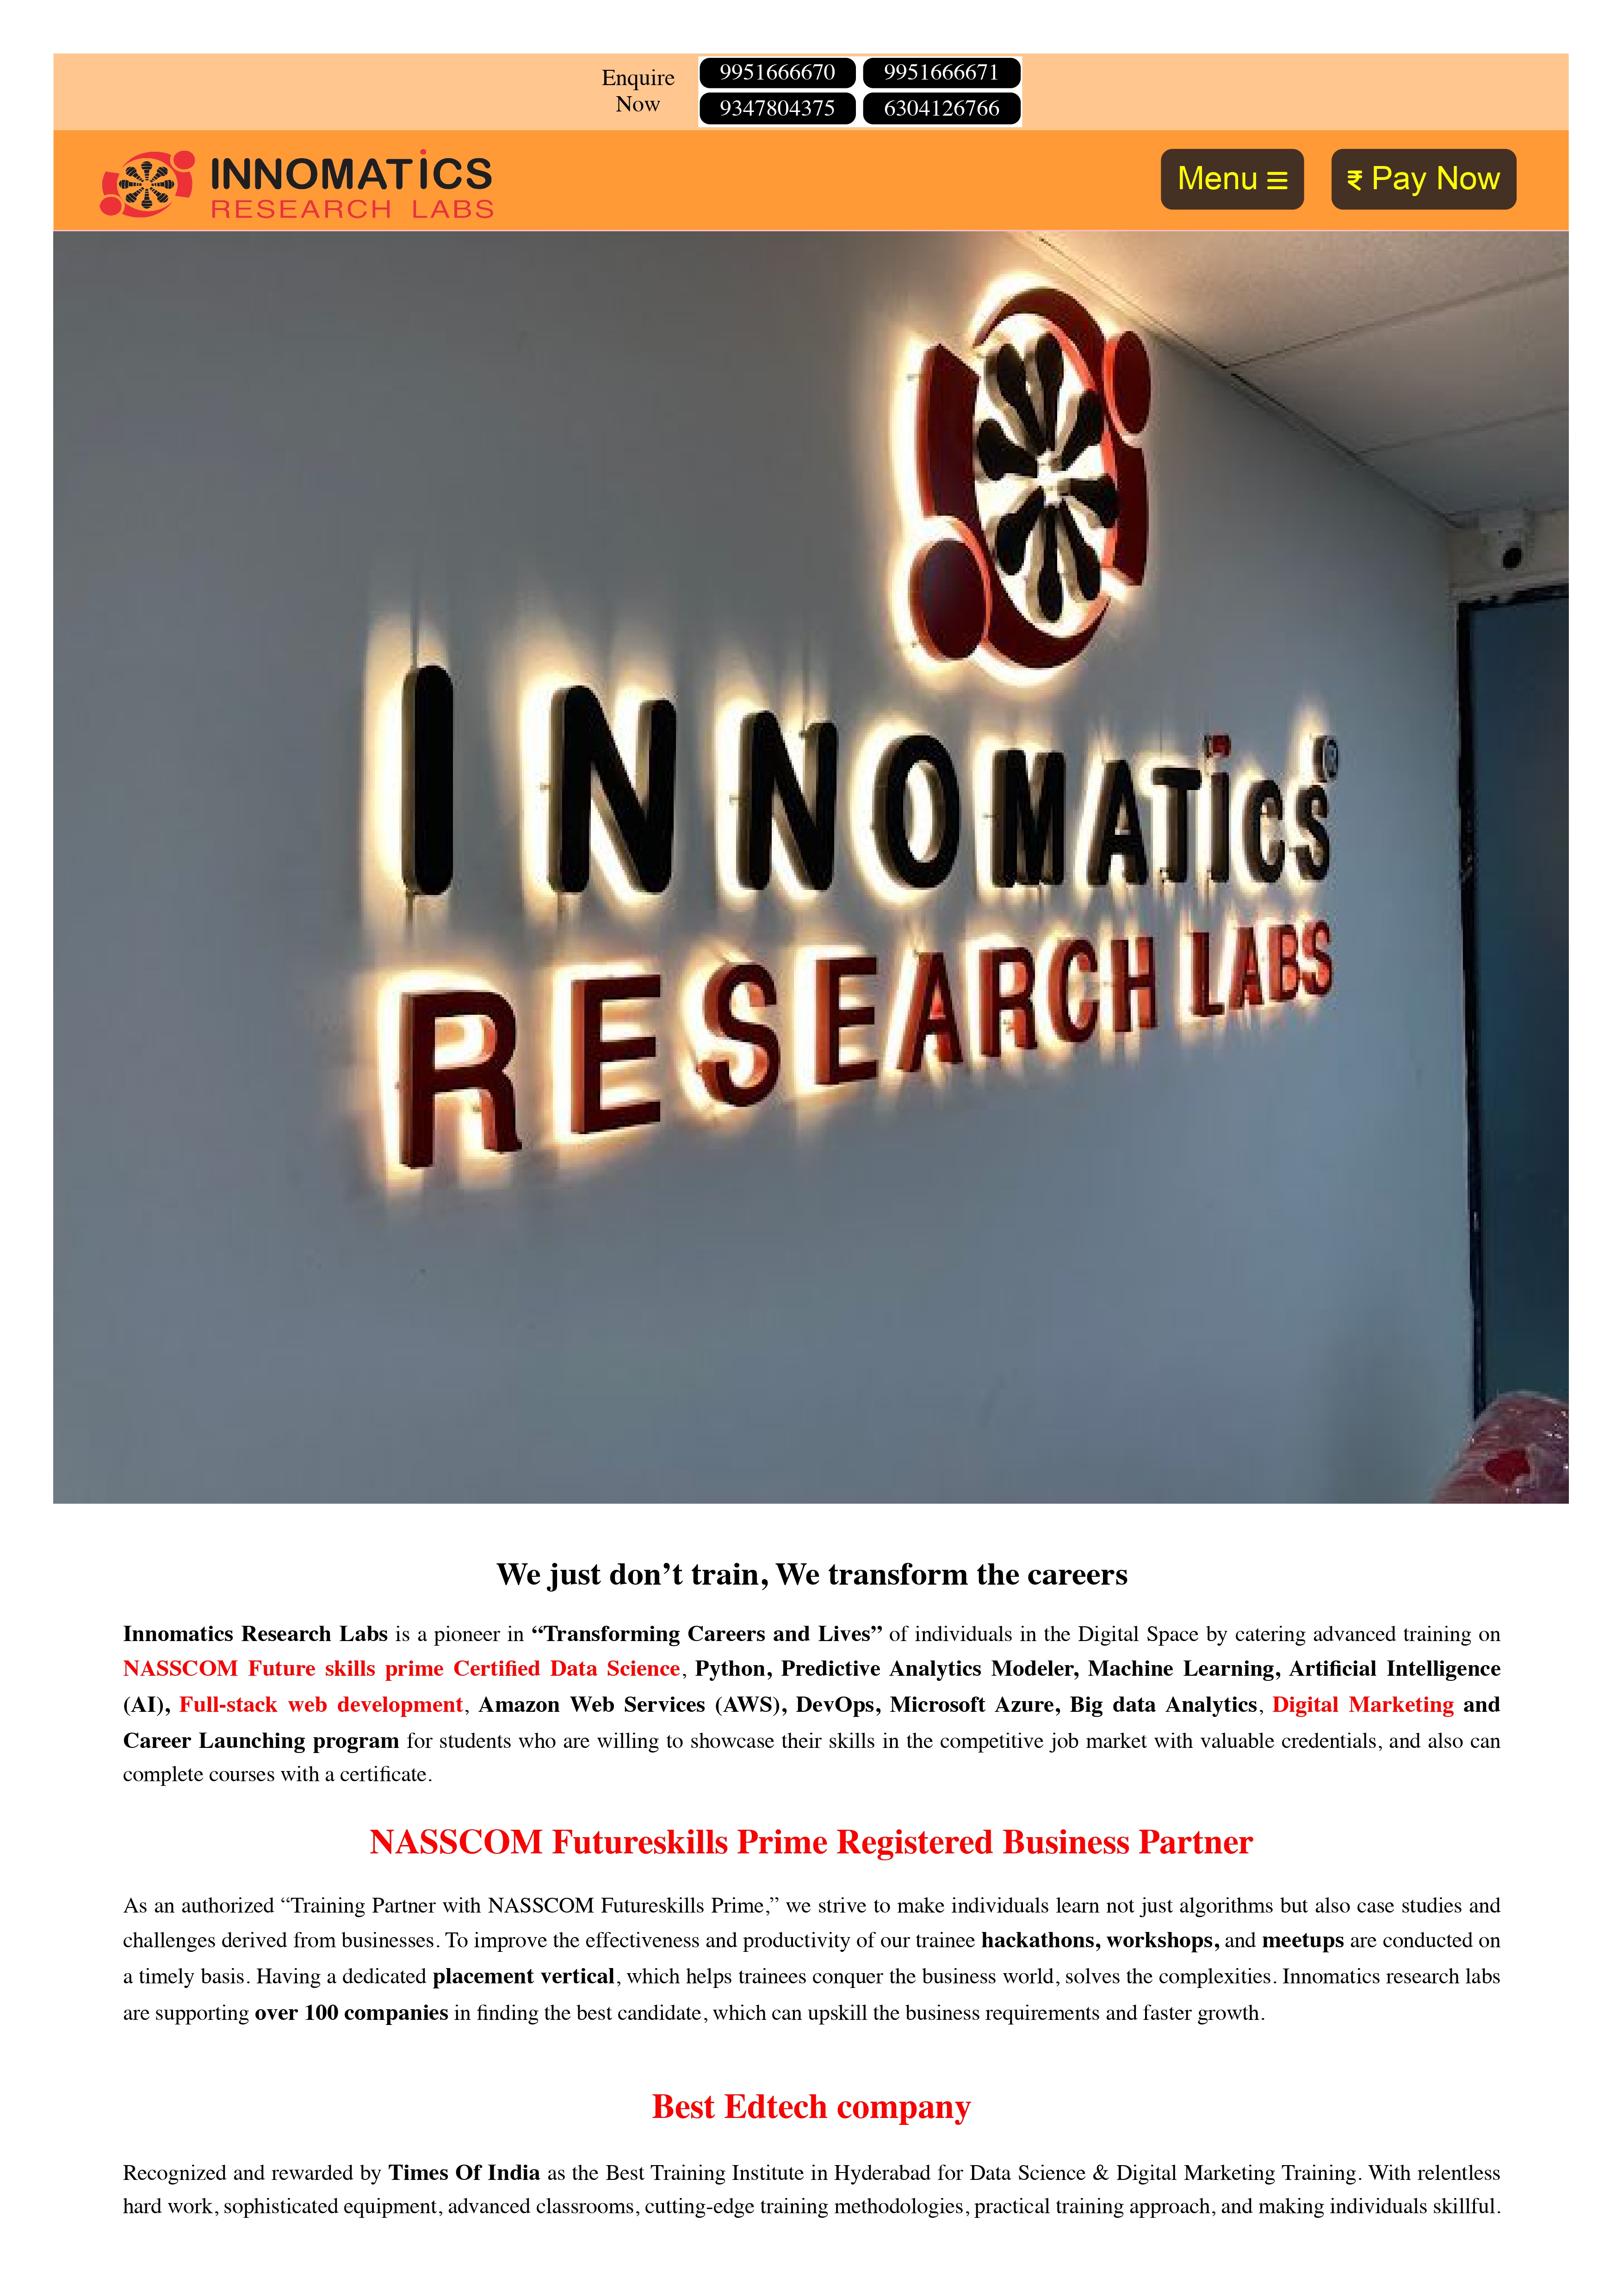 Enquire
Now
9951666670 9951666671
9347804375 6304126766
INNOMATiCS
RESEARCH LABS
Menu ≡ ₹ Pay Now
INNOMATiCS®
RESEARCH LABS
We just don’t train, We transform the careers
Innomatics Research Labs is a pioneer in “Transforming Careers and Lives” of individuals in the Digital Space by catering advanced training on
NASSCOM Future skills prime Certified Data Science, Python, Predictive Analytics Modeler, Machine Learning, Artificial Intelligence
(AI), Full-stack web development, Amazon Web Services (AWS), DevOps, Microsoft Azure, Big data Analytics, Digital Marketing and
Career Launching program for students who are willing to showcase their skills in the competitive job market with valuable credentials, and also can
complete courses with a certificate.
NASSCOM Futureskills Prime Registered Business Partner
As an authorized “Training Partner with NASSCOM Futureskills Prime,” we strive to make individuals learn not just algorithms but also case studies and
challenges derived from businesses. To improve the effectiveness and productivity of our trainee hackathons, workshops, and meetups are conducted on
a timely basis. Having a dedicated placement vertical, which helps trainees conquer the business world, solves the complexities. Innomatics research labs
are supporting over 100 companies in finding the best candidate, which can upskill the business requirements and faster growth.
Best Edtech company
Recognized and rewarded by Times Of India as the Best Training Institute in Hyderabad for Data Science & Digital Marketing Training. With relentless
hard work, sophisticated equipment, advanced classrooms, cutting-edge training methodologies, practical training approach, and making individuals skillful.